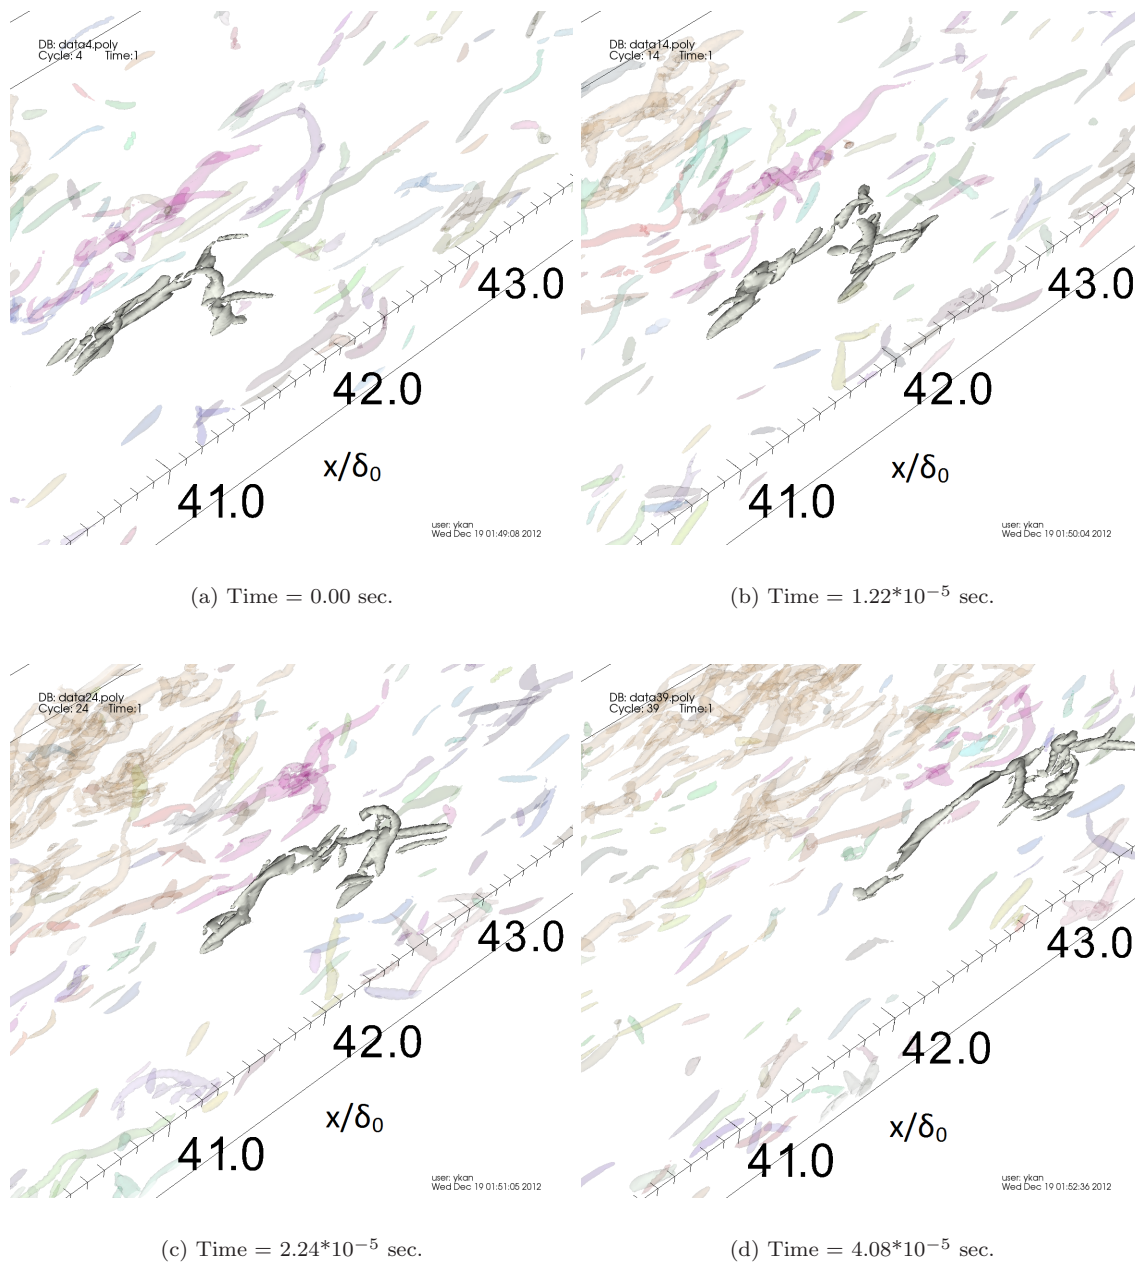 DB: data4.poly
Cycle: 4 Time:1
43.0
42.0
x/δ₀
41.0
user: ykan
Wed Dec 19 01:49:08 2012
(a) Time = 0.00 sec.
DB: data14.poly
Cycle: 14 Time:1
43.0
42.0
x/δ₀
41.0
user: ykan
Wed Dec 19 01:50:04 2012
(b) Time = 1.22*10⁻⁵ sec.
DB: data24.poly
Cycle: 24 Time:1
43.0
42.0
x/δ₀
41.0
user: ykan
Wed Dec 19 01:51:05 2012
(c) Time = 2.24*10⁻⁵ sec.
DB: data39.poly
Cycle: 39 Time:1
43.0
42.0
x/δ₀
41.0
user: ykan
Wed Dec 19 01:52:36 2012
(d) Time = 4.08*10⁻⁵ sec.